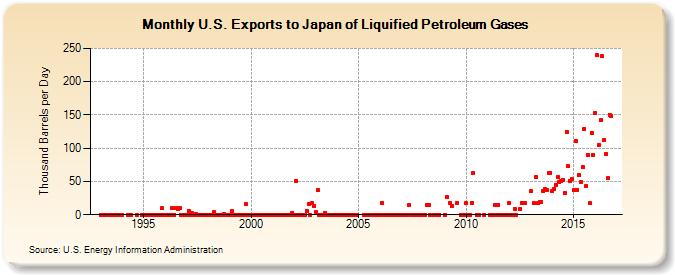 Monthly U.S. Exports to Japan of Liquified Petroleum Gases
Thousand Barrels per Day
250
200
150
100
50
0
1995 2000 2005 2010 2015
Source: U.S. Energy Information Administration